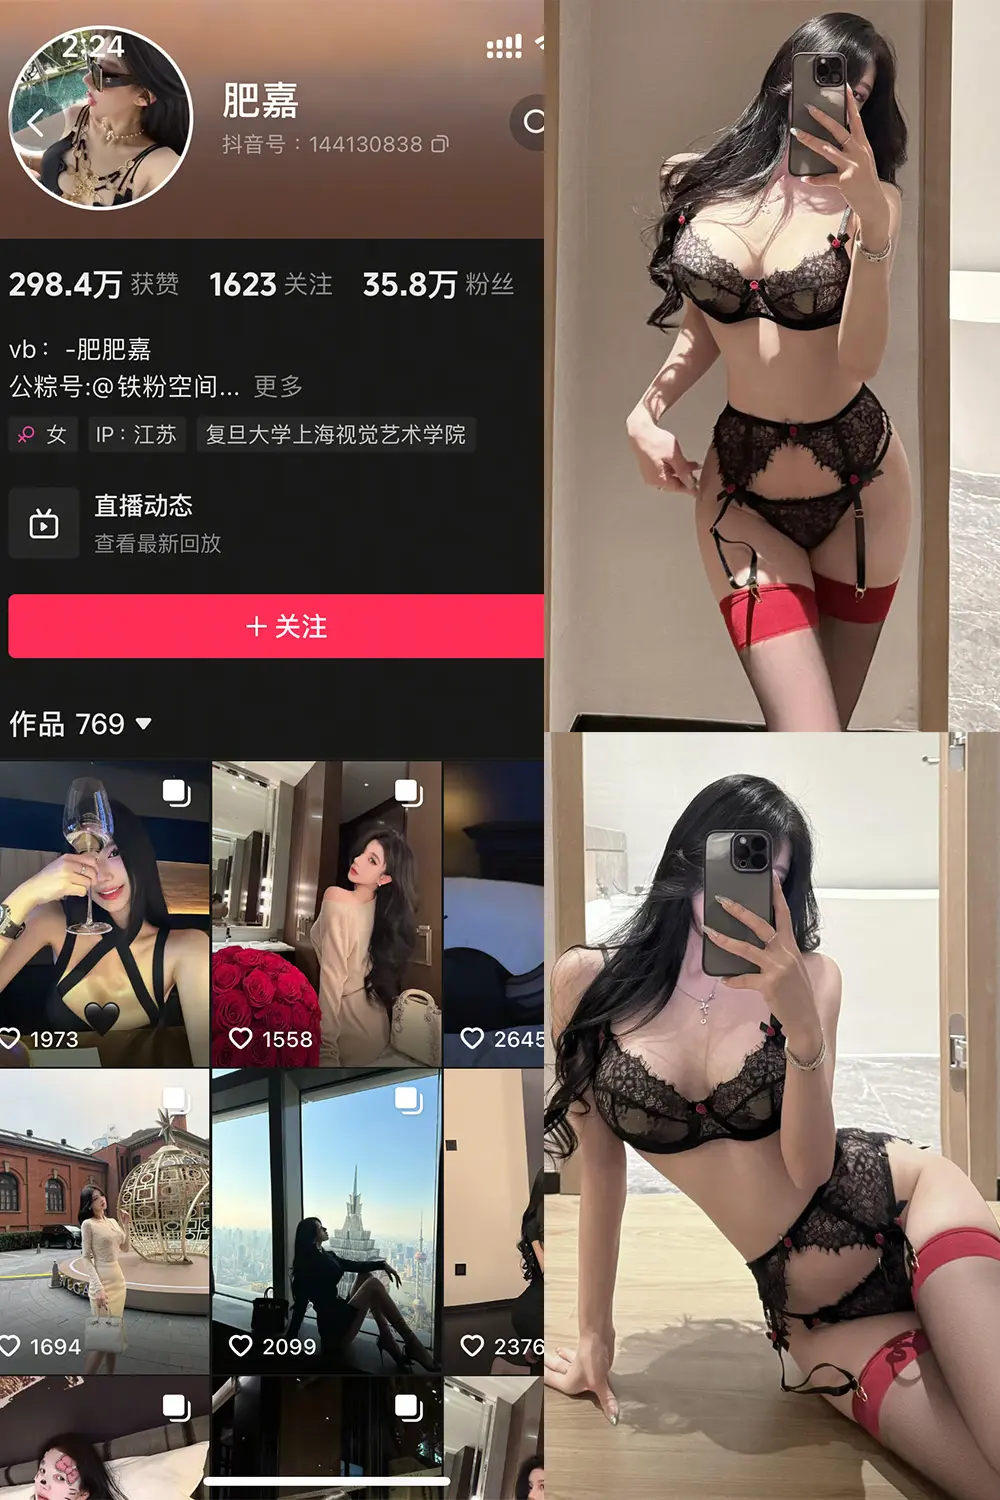 2:24
肥嘉
抖音号：144130838
298.4万 获赞 1623 关注 35.8万 粉丝
vb：-肥肥嘉
公粽号:@铁粉空间... 更多
女 IP：江苏 复旦大学上海视觉艺术学院
直播动态
查看最新回放
+ 关注
作品 769
1973 1558 2645
1694 2099 2376